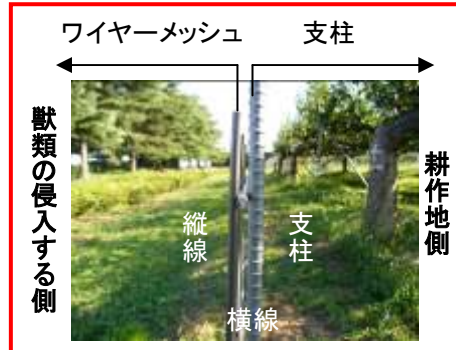 ワイヤーメッシュ
支柱
獣類の侵入する側
縦線
支柱
横線
耕作地側